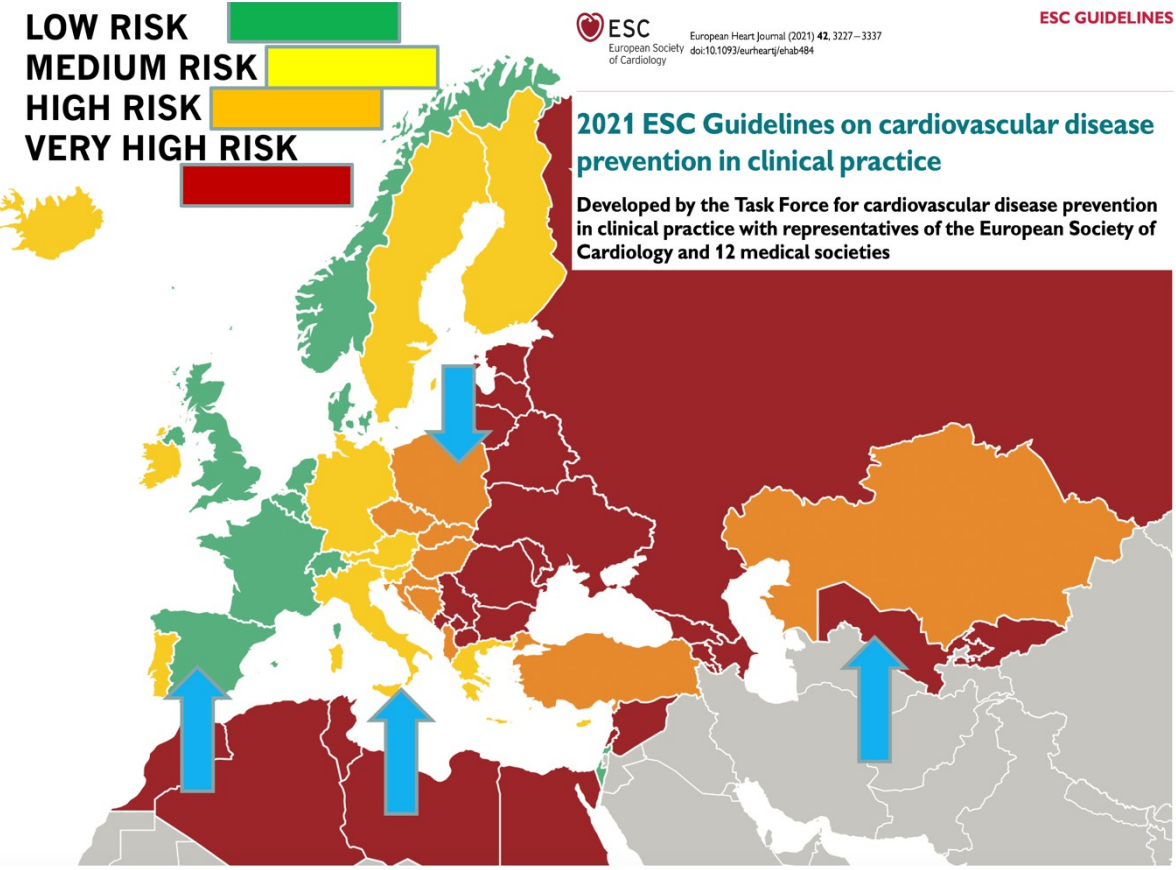 LOW RISK
MEDIUM RISK
HIGH RISK
VERY HIGH RISK
ESC
European Society
of Cardiology
European Heart Journal (2021) 42, 3227–3337
doi:10.1093/eurheartj/ehab484
ESC GUIDELINES
2021 ESC Guidelines on cardiovascular disease
prevention in clinical practice
Developed by the Task Force for cardiovascular disease prevention
in clinical practice with representatives of the European Society of
Cardiology and 12 medical societies